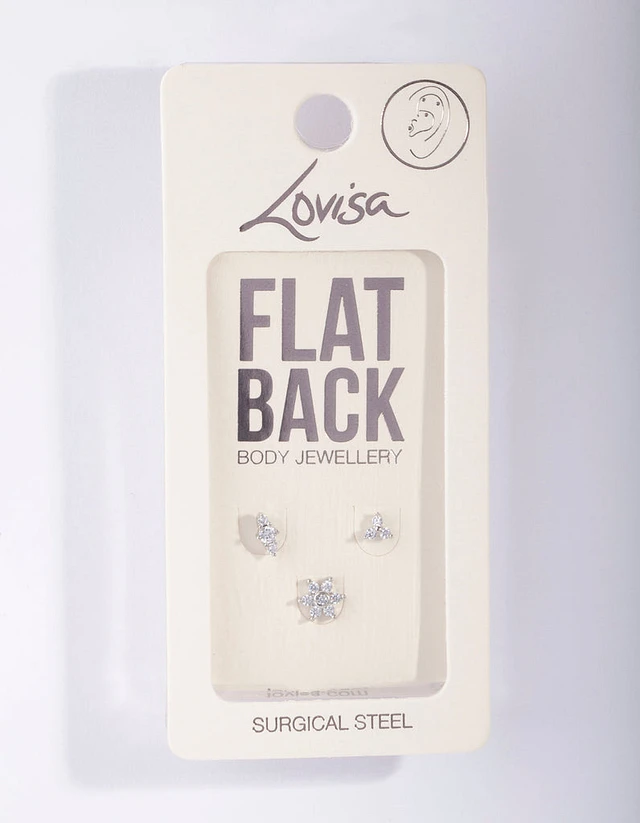 Lovisa
FLAT
BACK
BODY JEWELLERY
SURGICAL STEEL